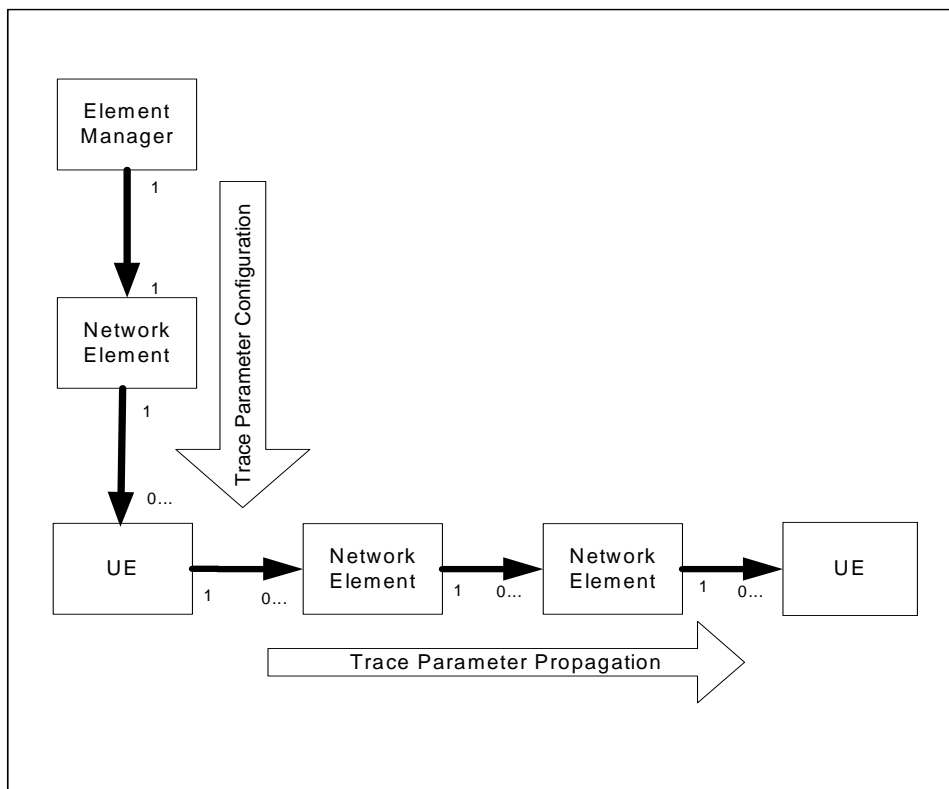 Element
Manager
1
1
Network
Element
1
Trace Parameter Configuration
0...
UE
Network
Element
Network
Element
UE
1
0...
1
0...
1
0...
Trace Parameter Propagation